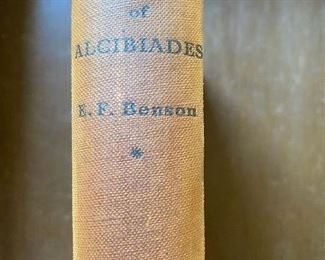 of
ALCIBIADES
E. F. Benson
*